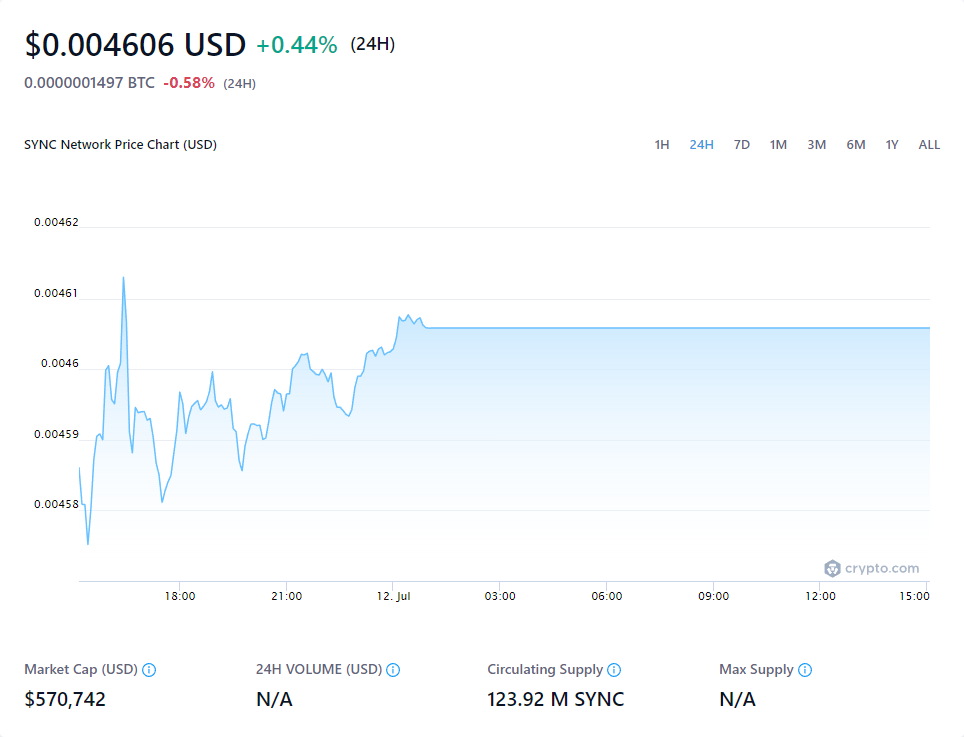 $0.004606 USD +0.44% (24H)
0.0000001497 BTC -0.58% (24H)
SYNC Network Price Chart (USD) 1H 24H 7D 1M 3M 6M 1Y ALL
0.00462
0.00461
0.0046
0.00459
0.00458
crypto.com
18:00 21:00 12. Jul 03:00 06:00 09:00 12:00 15:00
Market Cap (USD) 24H VOLUME (USD) Circulating Supply Max Supply
$570,742 N/A 123.92 M SYNC N/A